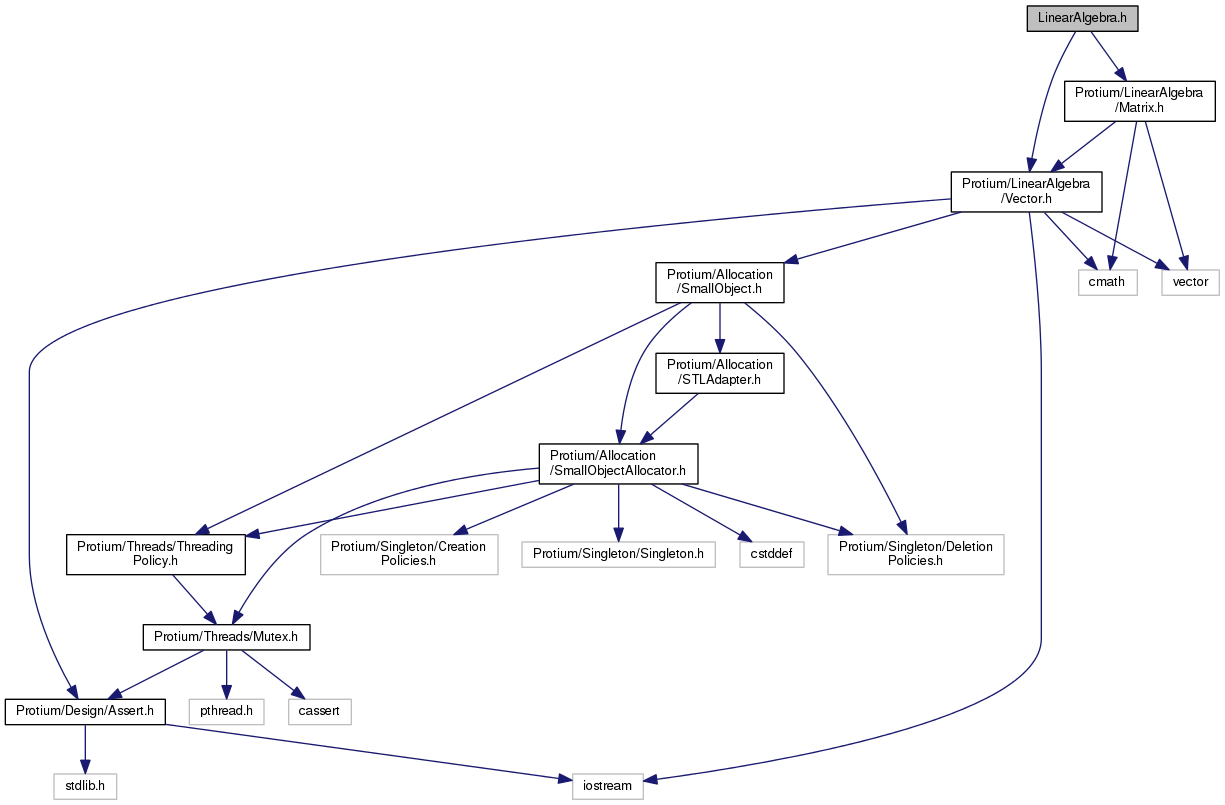 LinearAlgebra.h
Protium/LinearAlgebra
/Matrix.h
Protium/LinearAlgebra
/Vector.h
Protium/Allocation
/SmallObject.h
cmath
vector
Protium/Allocation
/STLAdapter.h
Protium/Allocation
/SmallObjectAllocator.h
Protium/Threads/Threading
Policy.h
Protium/Singleton/Creation
Policies.h
Protium/Singleton/Singleton.h
cstddef
Protium/Singleton/Deletion
Policies.h
Protium/Threads/Mutex.h
Protium/Design/Assert.h
pthread.h
cassert
stdlib.h
iostream